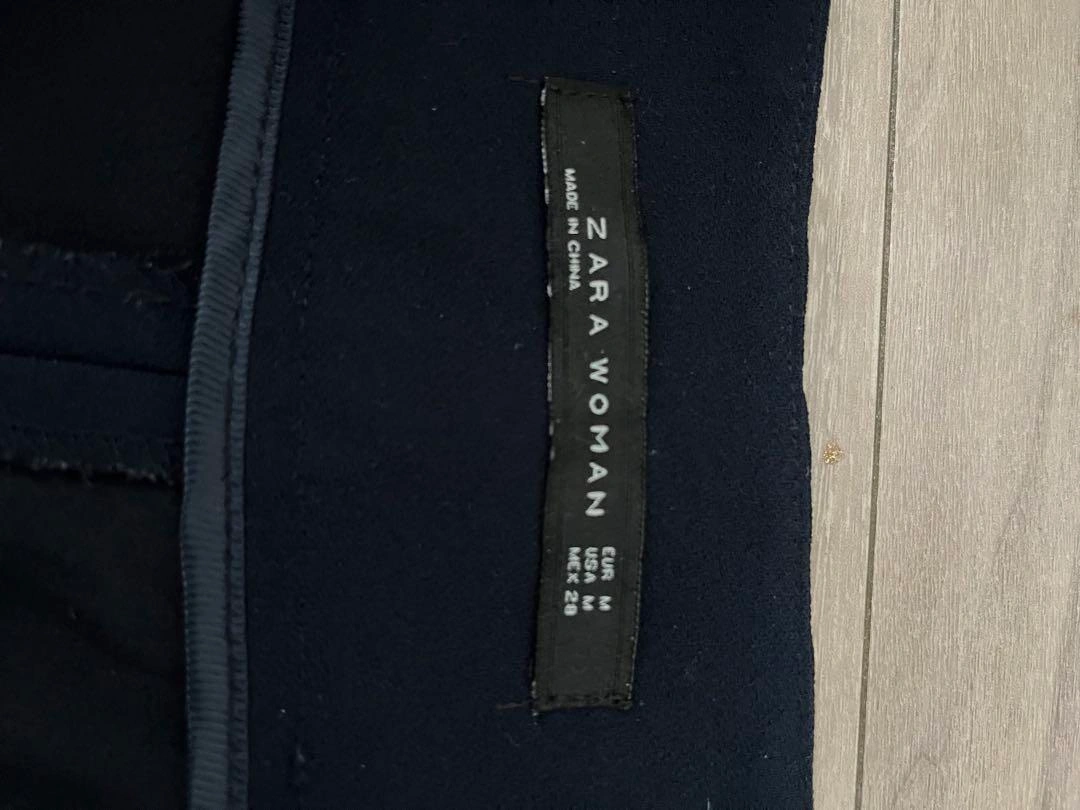 ZARA WOMAN
MADE IN CHINA
EUR M
USA M
MEX 28